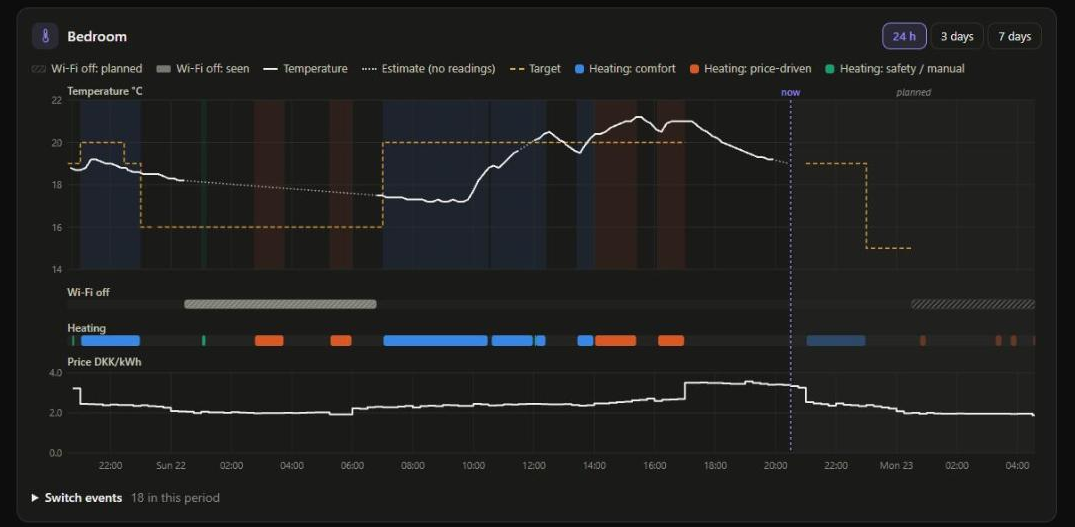 Bedroom
24 h 3 days 7 days
Wi-Fi off: planned Wi-Fi off: seen Temperature Estimate (no readings) Target Heating: comfort Heating: price-driven Heating: safety / manual
Temperature °C
now planned
22
20
18
16
14
Wi-Fi off
Heating
Price DKK/kWh
4.0
2.0
0.0
22:00 Sun 22 02:00 04:00 06:00 08:00 10:00 12:00 14:00 16:00 18:00 20:00 22:00 Mon 23 02:00 04:00
Switch events 18 in this period